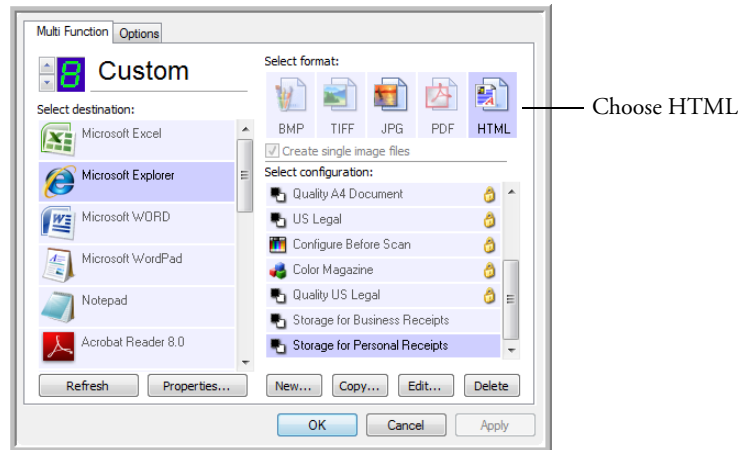 Multi Function Options
8 Custom
Select destination:
Microsoft Excel
Microsoft Explorer
Microsoft WORD
Microsoft WordPad
Notepad
Acrobat Reader 8.0
Refresh Properties...
Select format:
BMP TIFF JPG PDF HTML
Create single image files
Select configuration:
Quality A4 Document
US Legal
Configure Before Scan
Color Magazine
Quality US Legal
Storage for Business Receipts
Storage for Personal Receipts
New... Copy... Edit... Delete
OK Cancel Apply
Choose HTML